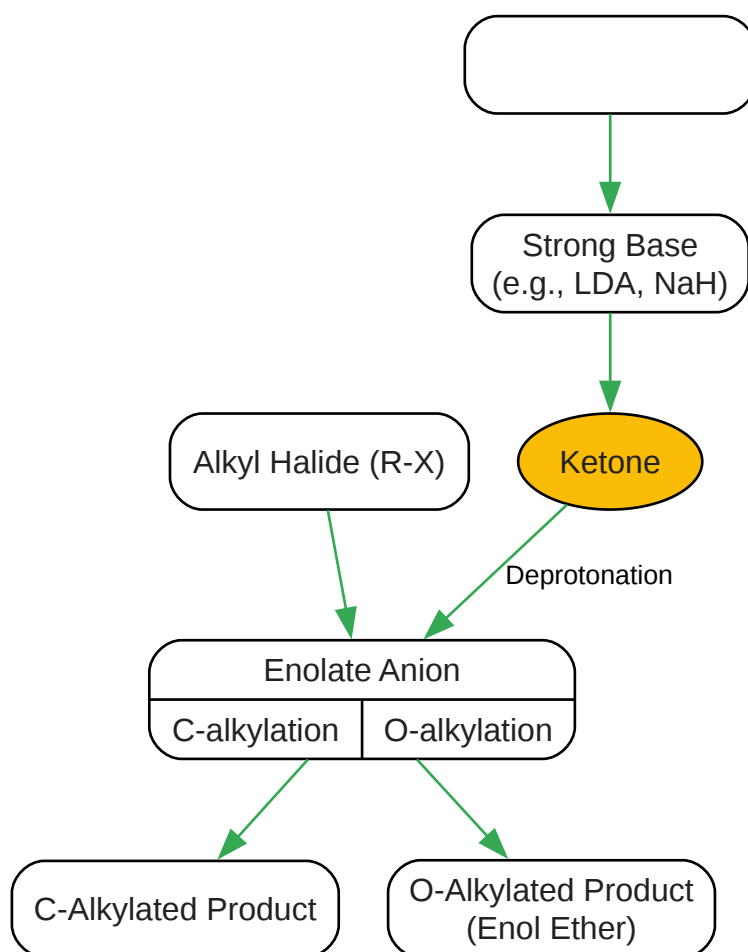 Strong Base
(e.g., LDA, NaH)
Alkyl Halide (R-X)
Ketone
Deprotonation
Enolate Anion
C-alkylation
O-alkylation
C-Alkylated Product
O-Alkylated Product
(Enol Ether)